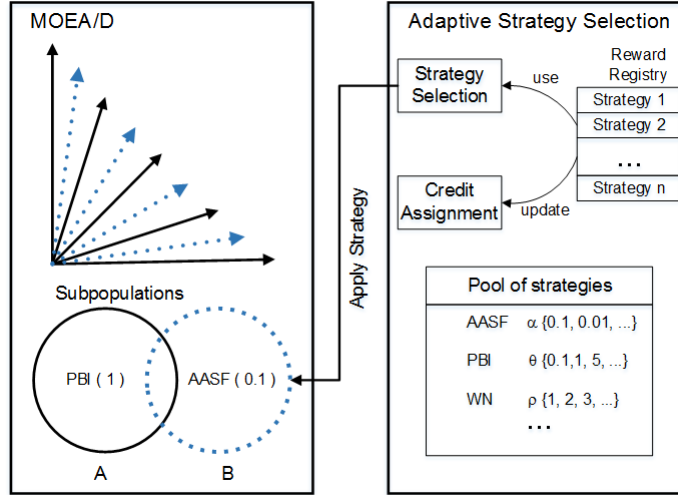 MOEA/D
Subpopulations
PBI ( 1 )
AASF ( 0.1 )
A
B
Apply Strategy
Adaptive Strategy Selection
Strategy
Selection
use
Reward
Registry
Strategy 1
Strategy 2
...
Strategy n
Credit
Assignment
update
Pool of strategies
AASF α {0.1, 0.01, ...}
PBI θ {0.1,1, 5, ...}
WN ρ {1, 2, 3, ...}
...